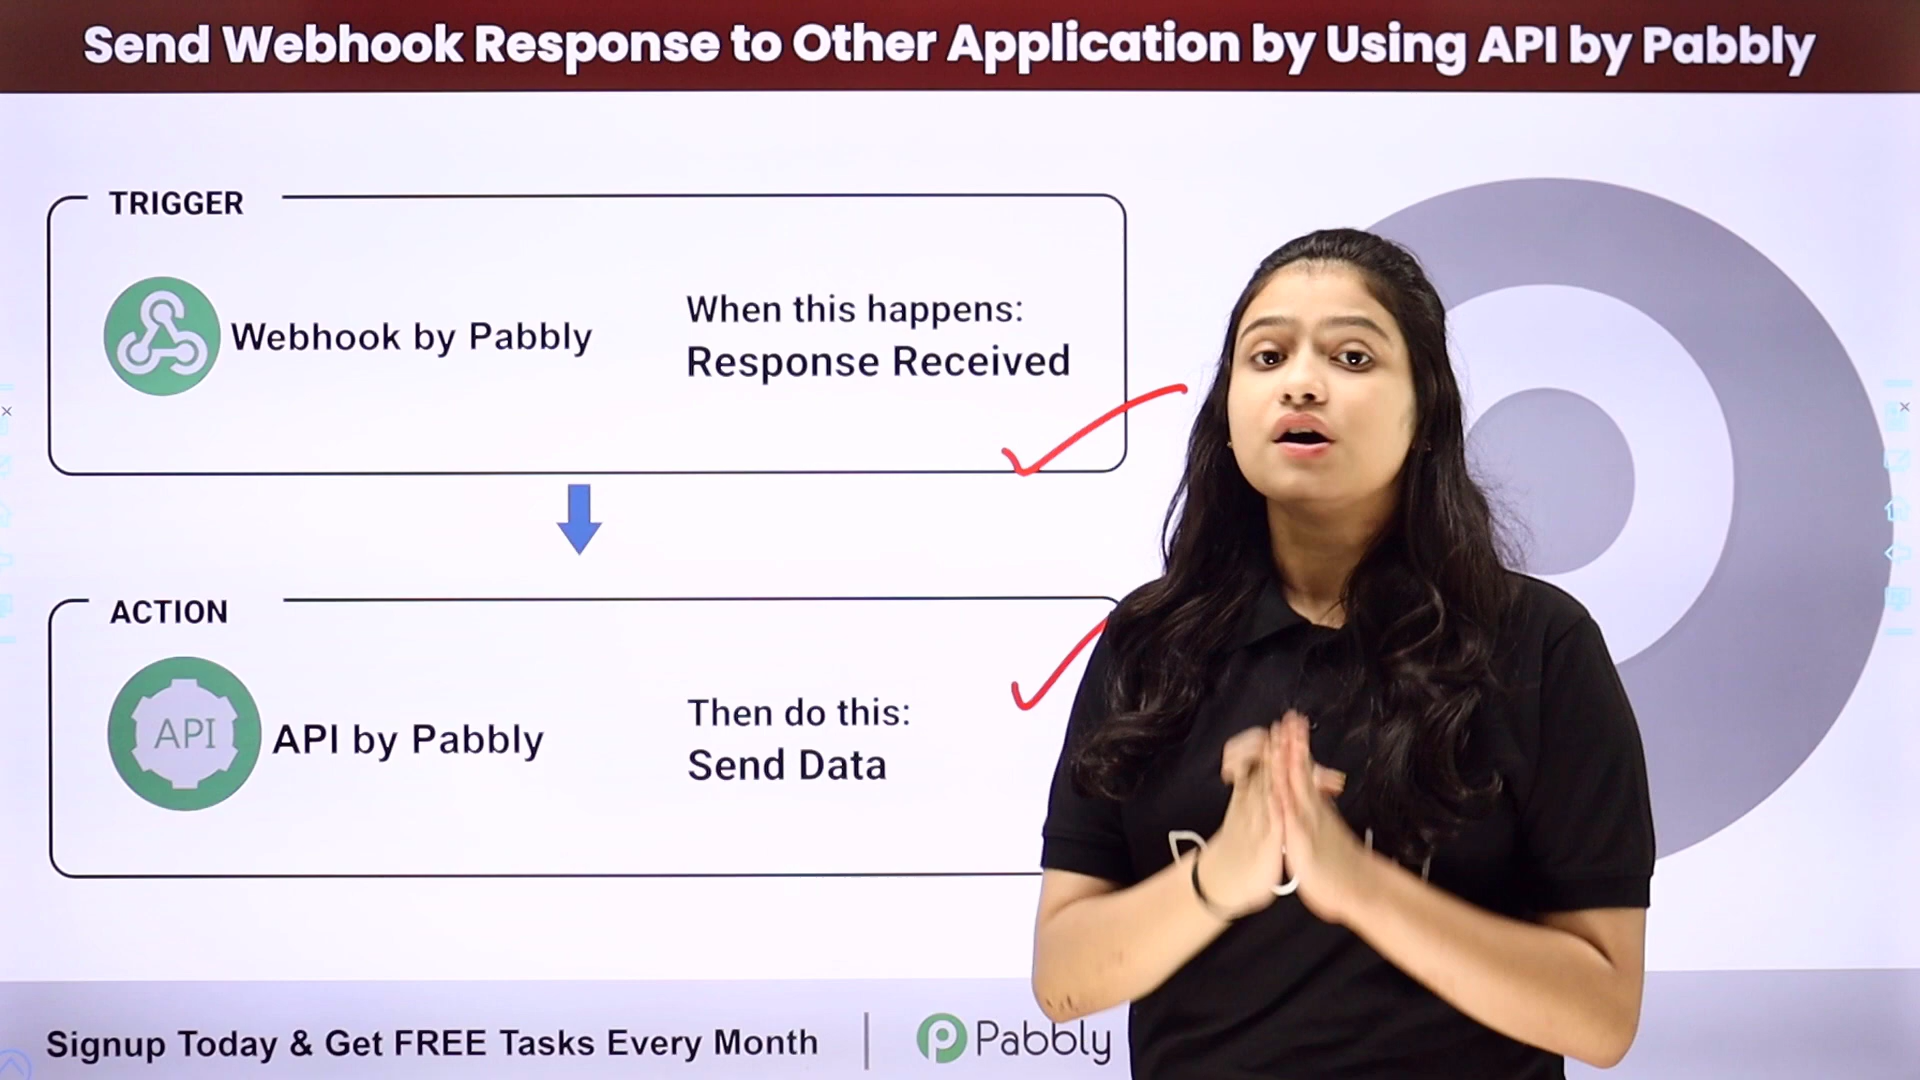 Send Webhook Response to Other Application by Using API by Pabbly
TRIGGER
Webhook by Pabbly
When this happens:
Response Received
ACTION
API
API by Pabbly
Then do this:
Send Data
Signup Today & Get FREE Tasks Every Month
Pabbly